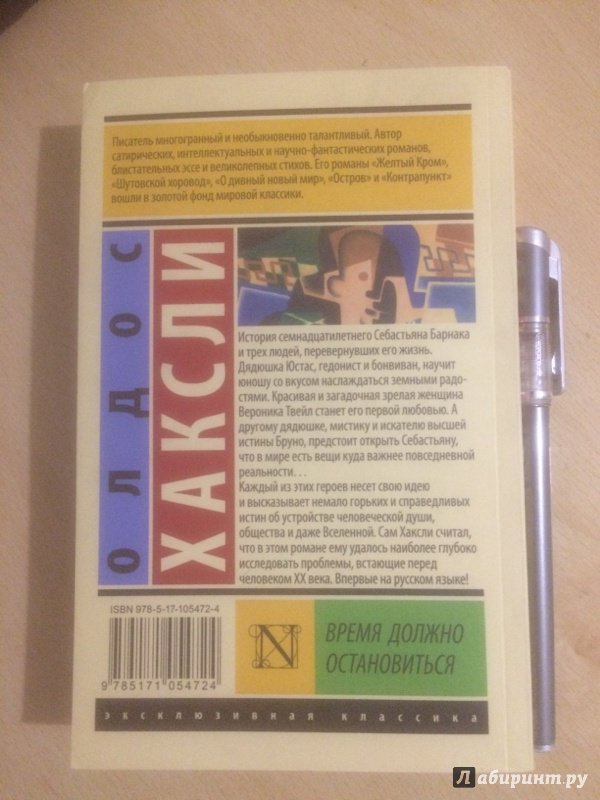 Писатель многогранный и необыкновенно талантливый. Автор
сатирических, интеллектуальных и научно-фантастических романов,
блистательных эссе и великолепных стихов. Его романы «Желтый Кром»,
«Шутовской хоровод», «О дивный новый мир», «Остров» и «Контрапункт»
вошли в золотой фонд мировой классики.
ОЛДОС
ХАКСЛИ
История семнадцатилетнего Себастьяна Барнака
и трех людей, перевернувших его жизнь.
Дядюшка Юстас, гедонист и бонвиван, научит
юношу со вкусом наслаждаться земными радо-
стями. Красивая и загадочная зрелая женщина
Вероника Твейл станет его первой любовью. А
другому дядюшке, мистику и искателю высшей
истины Бруно, предстоит открыть Себастьяну,
что в мире есть вещи куда важнее повседневной
реальности...
Каждый из этих героев несет свою идею
и высказывает немало горьких и справедливых
истин об устройстве человеческой души,
общества и даже Вселенной. Сам Хаксли считал,
что в этом романе ему удалось наиболее глубоко
исследовать проблемы, встающие перед
человеком XX века. Впервые на русском языке!
ISBN 978-5-17-105472-4
9 785171 054724
N
ВРЕМЯ ДОЛЖНО
ОСТАНОВИТЬСЯ
эксклюзивная классика
Лабиринт.ру